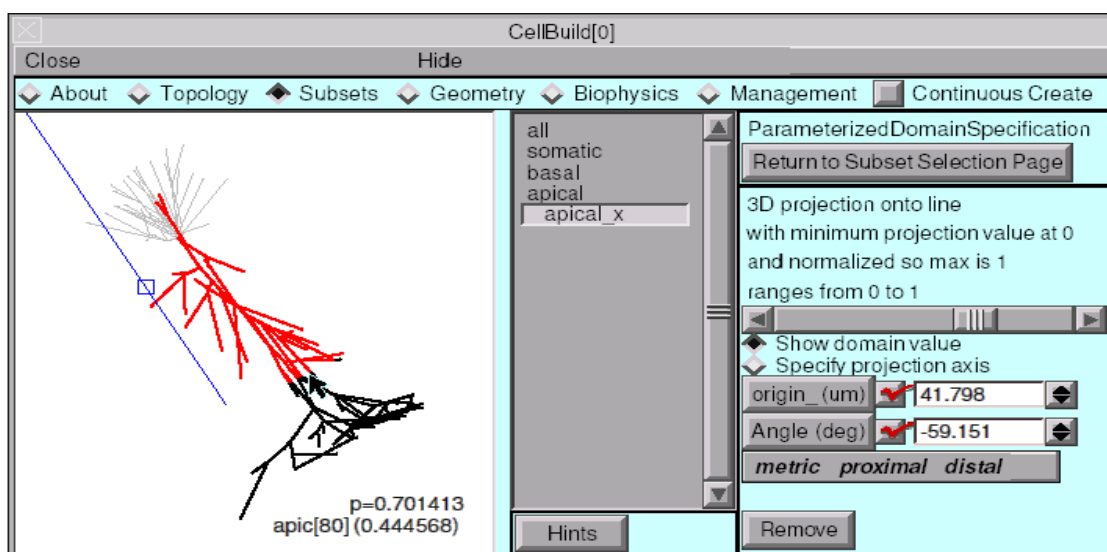 CellBuild[0]
Close Hide
About Topology Subsets Geometry Biophysics Management Continuous Create
all
somatic
basal
apical
apical_x
Hints
ParameterizedDomainSpecification
Return to Subset Selection Page
3D projection onto line
with minimum projection value at 0
and normalized so max is 1
ranges from 0 to 1
Show domain value
Specify projection axis
origin_ (um) 41.798
Angle (deg) -59.151
metric proximal distal
Remove
p=0.701413
apic[80] (0.444568)